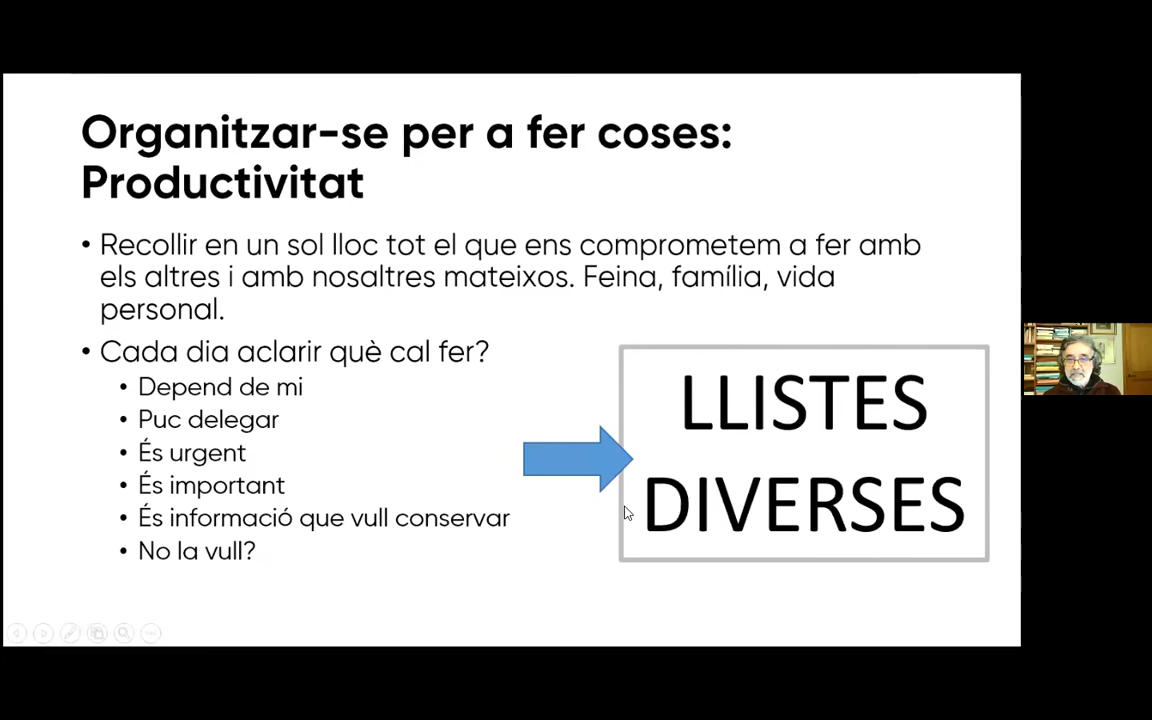 Organitzar-se per a fer coses:
Productivitat
• Recollir en un sol lloc tot el que ens comprometem a fer amb
els altres i amb nosaltres mateixos. Feina, família, vida
personal.
• Cada dia aclarir què cal fer?
• Depend de mi
• Puc delegar
• És urgent
• És important
• És informació que vull conservar
• No la vull?
LLISTES
DIVERSES